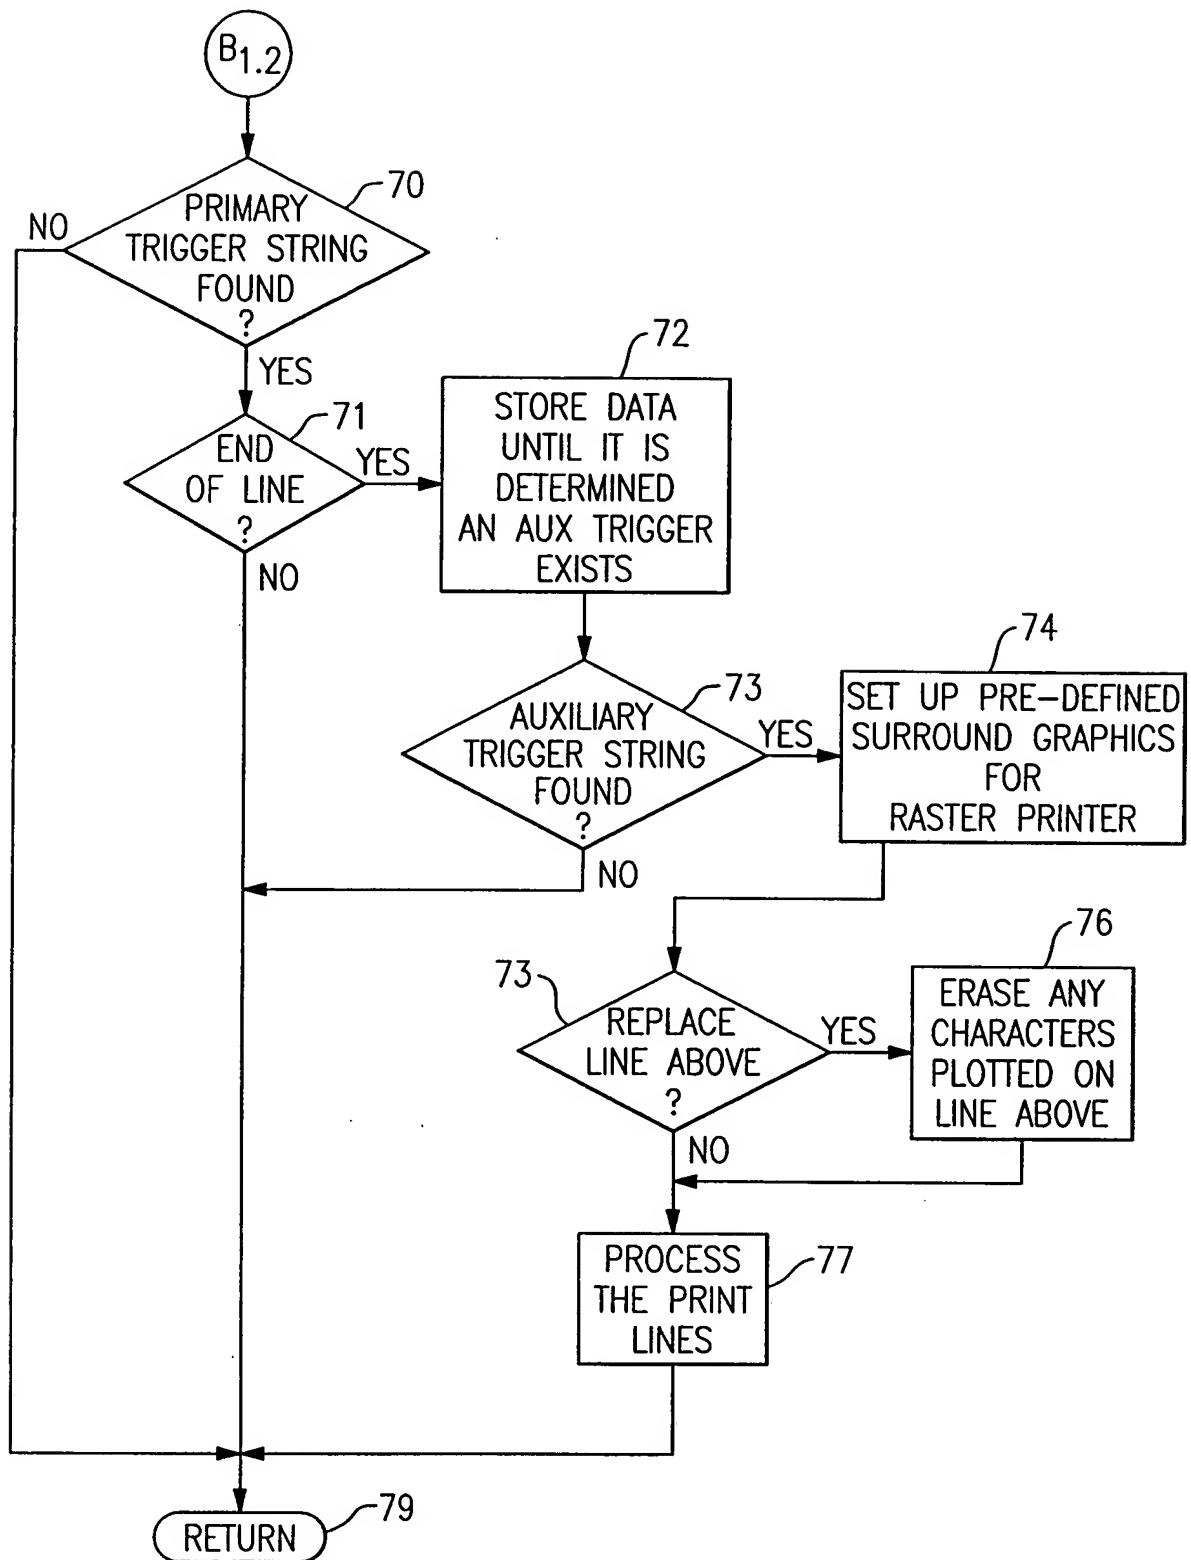 B1.2
70
PRIMARY
TRIGGER STRING
FOUND
?
NO
YES
71
END
OF LINE
?
YES
NO
72
STORE DATA
UNTIL IT IS
DETERMINED
AN AUX TRIGGER
EXISTS
73
AUXILIARY
TRIGGER STRING
FOUND
?
YES
NO
74
SET UP PRE-DEFINED
SURROUND GRAPHICS
FOR
RASTER PRINTER
73
REPLACE
LINE ABOVE
?
YES
NO
76
ERASE ANY
CHARACTERS
PLOTTED ON
LINE ABOVE
PROCESS
THE PRINT
LINES
77
RETURN
79